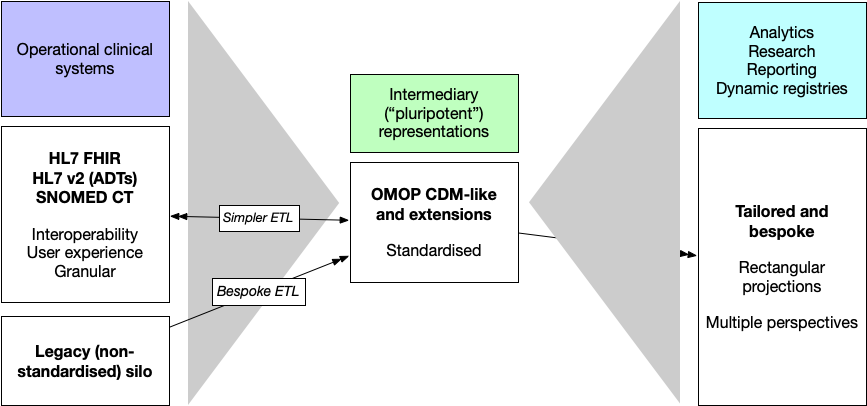 Operational clinical
systems
HL7 FHIR
HL7 v2 (ADTs)
SNOMED CT
Interoperability
User experience
Granular
Legacy (non-
standardised) silo
Simpler ETL
Bespoke ETL
Intermediary
(“pluripotent”)
representations
OMOP CDM-like
and extensions
Standardised
Analytics
Research
Reporting
Dynamic registries
Tailored and
bespoke
Rectangular
projections
Multiple perspectives